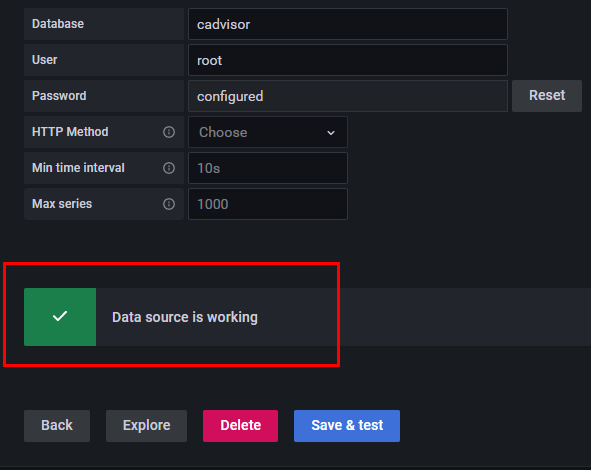 Database cadvisor
User root
Password configured Reset
HTTP Method Choose
Min time interval 10s
Max series 1000
Data source is working
Back Explore Delete Save & test